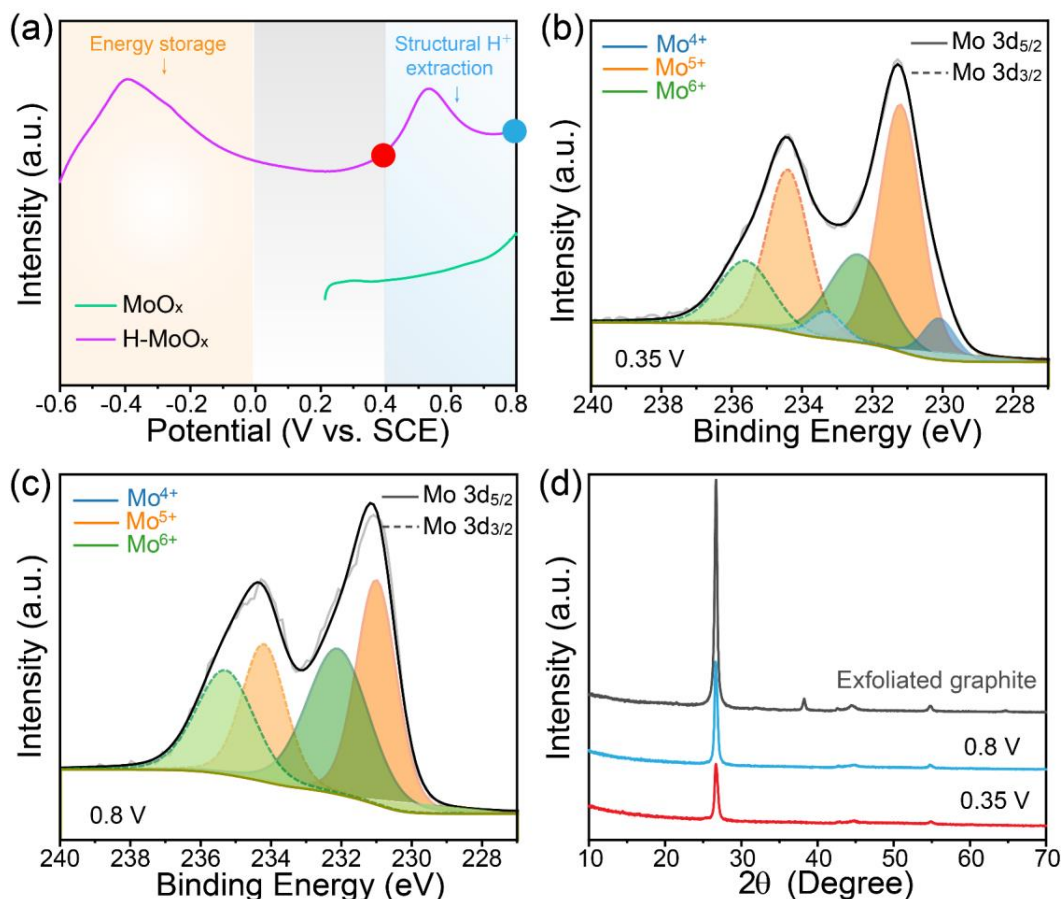 (a)
Energy storage
Structural H⁺
extraction
MoOₓ
H-MoOₓ
Intensity (a.u.)
-0.6 -0.4 -0.2 0.0 0.2 0.4 0.6 0.8
Potential (V vs. SCE)
(b)
Mo⁴⁺
Mo⁵⁺
Mo⁶⁺
Mo 3d₅/₂
Mo 3d₃/₂
0.35 V
Intensity (a.u.)
240 238 236 234 232 230 228
Binding Energy (eV)
(c)
Mo⁴⁺
Mo⁵⁺
Mo⁶⁺
Mo 3d₅/₂
Mo 3d₃/₂
0.8 V
Intensity (a.u.)
240 238 236 234 232 230 228
Binding Energy (eV)
(d)
Exfoliated graphite
0.8 V
0.35 V
Intensity (a.u.)
10 20 30 40 50 60 70
2θ (Degree)